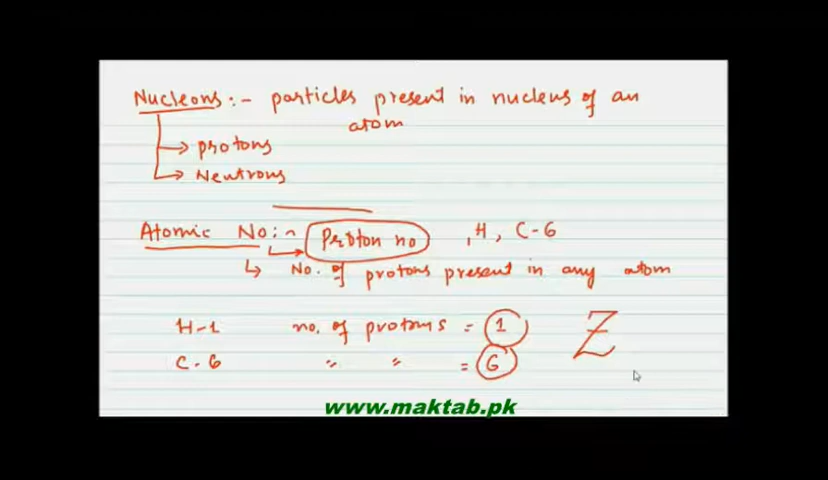 Nucleons :- particles present in nucleus of an
atom
→ protons
→ Neutrons
Atomic No:- Proton no , H, C-6
↳ No. of protons present in any atom
H-1 no. of protons = 1
C-6 " " = 6
Z
www.maktab.pk